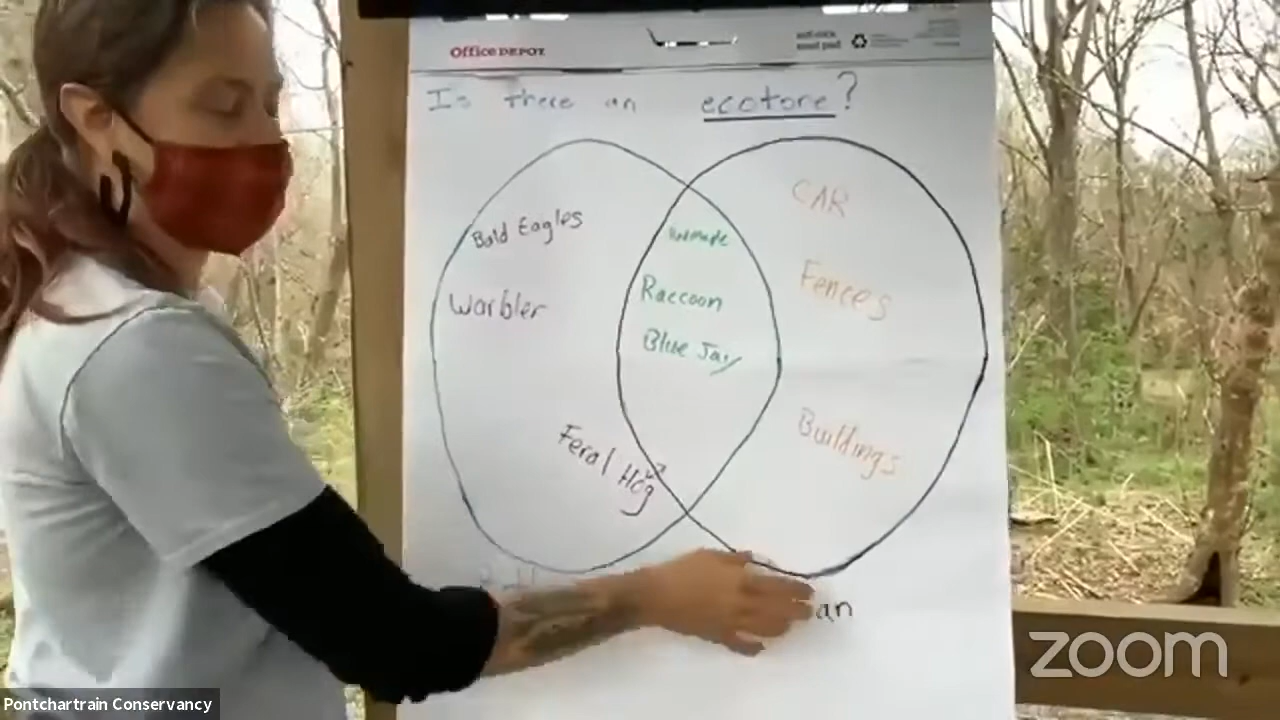 Office DEPOT
Is there an ecotone?
CAR
Bald Eagles
Fences
Warbler
Raccoon
Blue Jay
Buildings
Feral Hog
an
zoom
Pontchartrain Conservancy